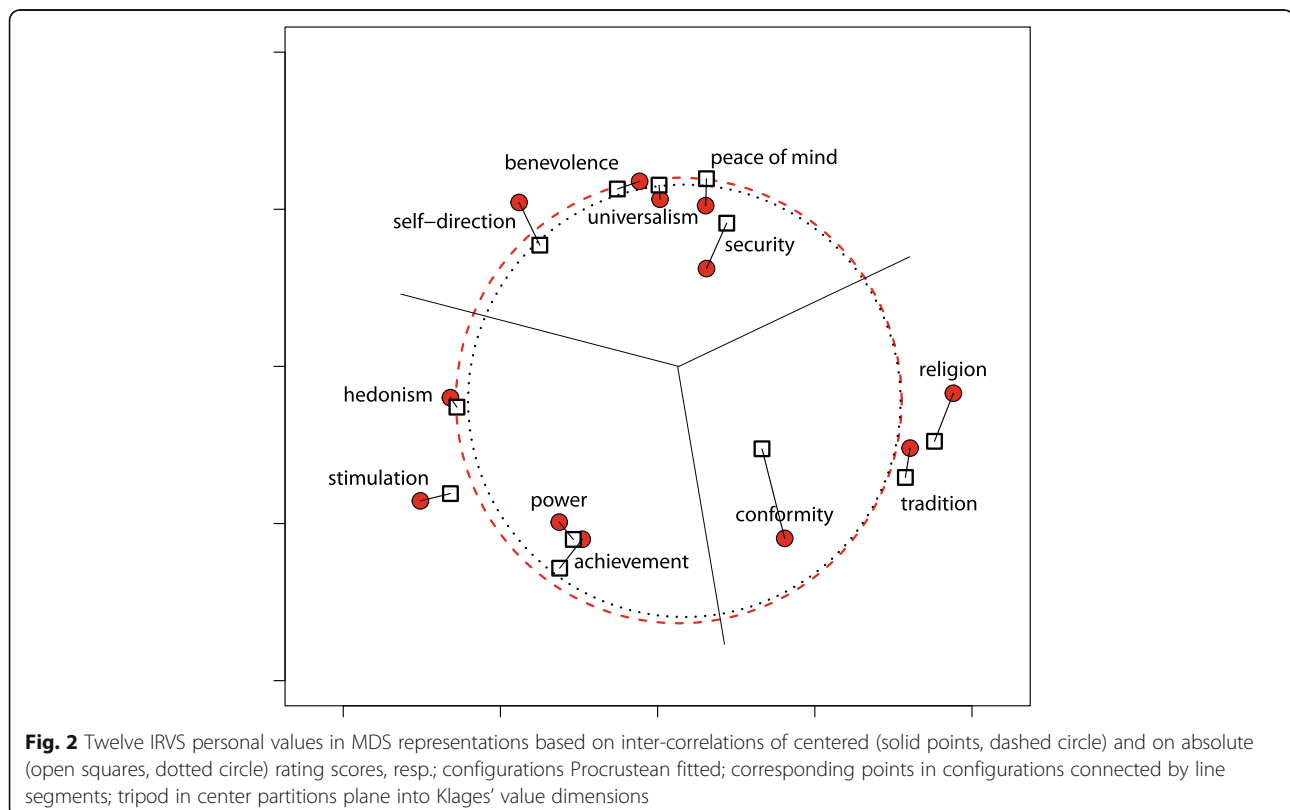 benevolence
peace of mind
self−direction
universalism
security
hedonism
religion
stimulation
power
conformity
tradition
achievement
Fig. 2 Twelve IRVS personal values in MDS representations based on inter-correlations of centered (solid points, dashed circle) and on absolute
(open squares, dotted circle) rating scores, resp.; configurations Procrustean fitted; corresponding points in configurations connected by line
segments; tripod in center partitions plane into Klages’ value dimensions